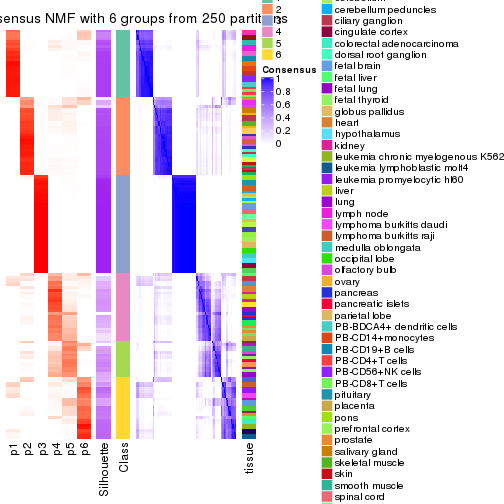 sensus NMF with 6 groups from 250 partitions
2
4
5
6
Consensus
1
0.8
0.6
0.4
0.2
0
p1
p2
p3
p4
p5
p6
Silhouette
Class
tissue
cerebellum peduncles
ciliary ganglion
cingulate cortex
colorectal adenocarcinoma
dorsal root ganglion
fetal brain
fetal liver
fetal lung
fetal thyroid
globus pallidus
heart
hypothalamus
kidney
leukemia chronic myelogenous K562
leukemia lymphoblastic molt4
leukemia promyelocytic hl60
liver
lung
lymph node
lymphoma burkitts daudi
lymphoma burkitts raji
medulla oblongata
occipital lobe
olfactory bulb
ovary
pancreas
pancreatic islets
parietal lobe
PB-BDCA4+ dendritic cells
PB-CD14+monocytes
PB-CD19+B cells
PB-CD4+T cells
PB-CD56+NK cells
PB-CD8+T cells
pituitary
placenta
pons
prefrontal cortex
prostate
salivary gland
skeletal muscle
skin
smooth muscle
spinal cord